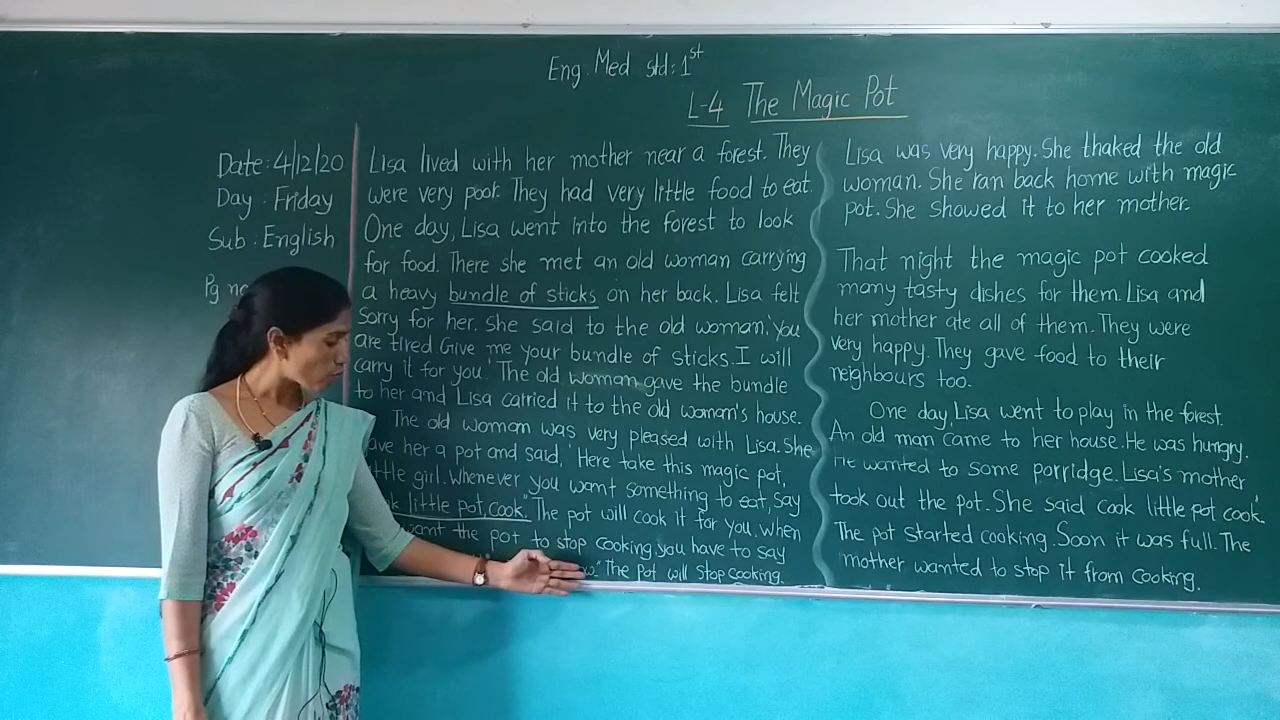 Eng. Med std: 1st
L-4 The Magic Pot
Date: 4/12/20
Day : Friday
Sub : English
Pg no
Lisa lived with her mother near a forest. They
were very poor. They had very little food to eat.
One day, Lisa went into the forest to look
for food. There she met an old woman carrying
a heavy bundle of sticks on her back. Lisa felt
sorry for her. She said to the old woman, 'You
are tired Give me your bundle of sticks. I will
carry it for you.' The old woman gave the bundle
to her and Lisa carried it to the old woman's house.
The old woman was very pleased with Lisa. She
ave her a pot and said, 'Here take this magic pot,
ttle girl. Whenever you want something to eat, say
k little pot, cook." The pot will cook it for you. when
want the pot to stop cooking, you have to say
The pot will stop cooking.
Lisa was very happy. She thaked the old
woman. She ran back home with magic
pot. She showed it to her mother.
That night the magic pot cooked
many tasty dishes for them. Lisa and
her mother ate all of them. They were
very happy. They gave food to their
neighbours too.
One day, Lisa went to play in the forest.
An old man came to her house. He was hungry.
He wanted to some porridge. Lisa's mother
took out the pot. She said cook little pot cook.'
The pot started cooking. Soon it was full. The
mother wanted to stop it from cooking.